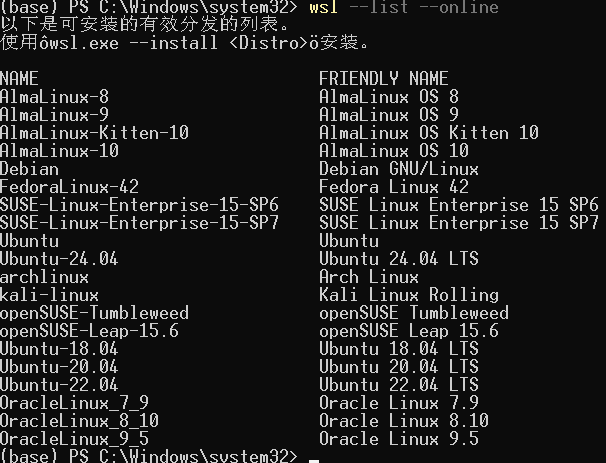 (base) PS C:\Windows\system32> wsl --list --online
以下是可安装的有效分发的列表。
使用ôwsl.exe --install <Distro>ö安装。
NAME FRIENDLY NAME
AlmaLinux-8 AlmaLinux OS 8
AlmaLinux-9 AlmaLinux OS 9
AlmaLinux-Kitten-10 AlmaLinux OS Kitten 10
AlmaLinux-10 AlmaLinux OS 10
Debian Debian GNU/Linux
FedoraLinux-42 Fedora Linux 42
SUSE-Linux-Enterprise-15-SP6 SUSE Linux Enterprise 15 SP6
SUSE-Linux-Enterprise-15-SP7 SUSE Linux Enterprise 15 SP7
Ubuntu Ubuntu
Ubuntu-24.04 Ubuntu 24.04 LTS
archlinux Arch Linux
kali-linux Kali Linux Rolling
openSUSE-Tumbleweed openSUSE Tumbleweed
openSUSE-Leap-15.6 openSUSE Leap 15.6
Ubuntu-18.04 Ubuntu 18.04 LTS
Ubuntu-20.04 Ubuntu 20.04 LTS
Ubuntu-22.04 Ubuntu 22.04 LTS
OracleLinux_7_9 Oracle Linux 7.9
OracleLinux_8_10 Oracle Linux 8.10
OracleLinux_9_5 Oracle Linux 9.5
(base) PS C:\Windows\system32>